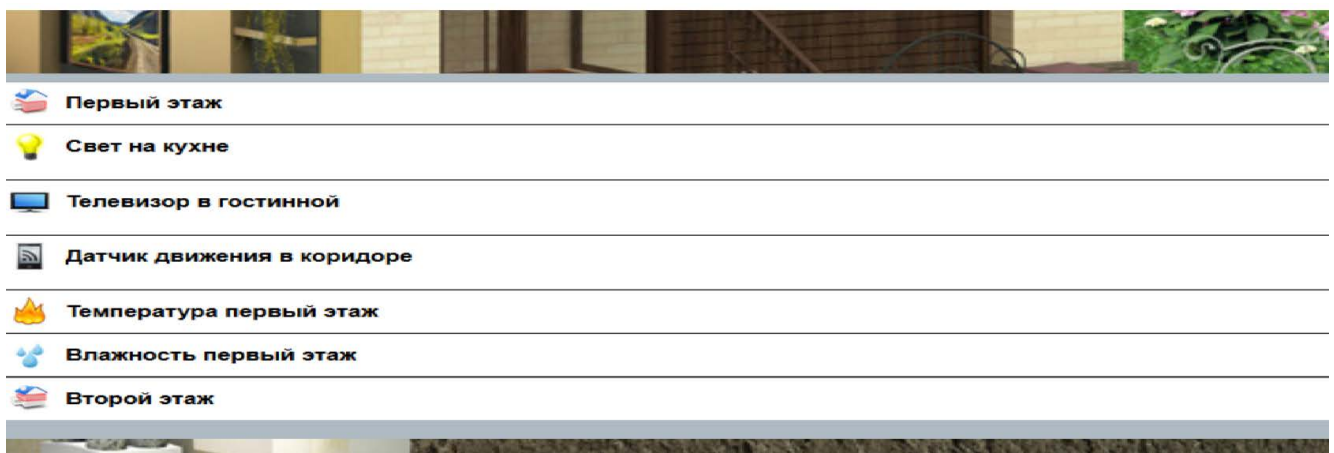 Первый этаж
Свет на кухне
Телевизор в гостинной
Датчик движения в коридоре
Температура первый этаж
Влажность первый этаж
Второй этаж